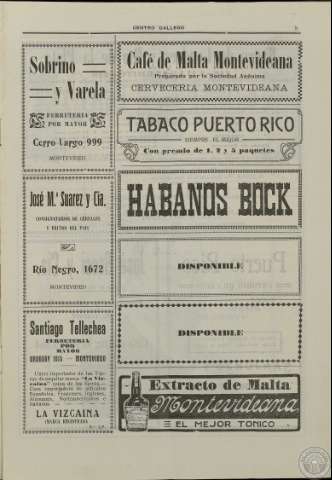 CENTRO GALLEGO
Sobrino
y Varela
FERRETERIA
POR MAYOR
Cerro-Largo 999
MONTEVIDEO
José Mª Suarez y Cia.
CONSIGNATARIOS DE CEREALES
Y FRUTOS DEL PAIS
Río Negro, 1672
MONTEVIDEO
Santiago Tellechea
FERRETERIA
POR
MAYOR
MONTEVIDEO
LA VIZCAINA
Café de Malta Montevideana
Preparada por la Sociedad Anónima
CERVECERIA MONTEVIDEANA
TABACO PUERTO RICO
SIEMPRE EL MEJOR
Con premio de 1, 2 y 5 paquetes
HABANOS BOCK
DISPONIBLE
DISPONIBLE
Extracto de Malta
Montevideana
EL MEJOR TONICO